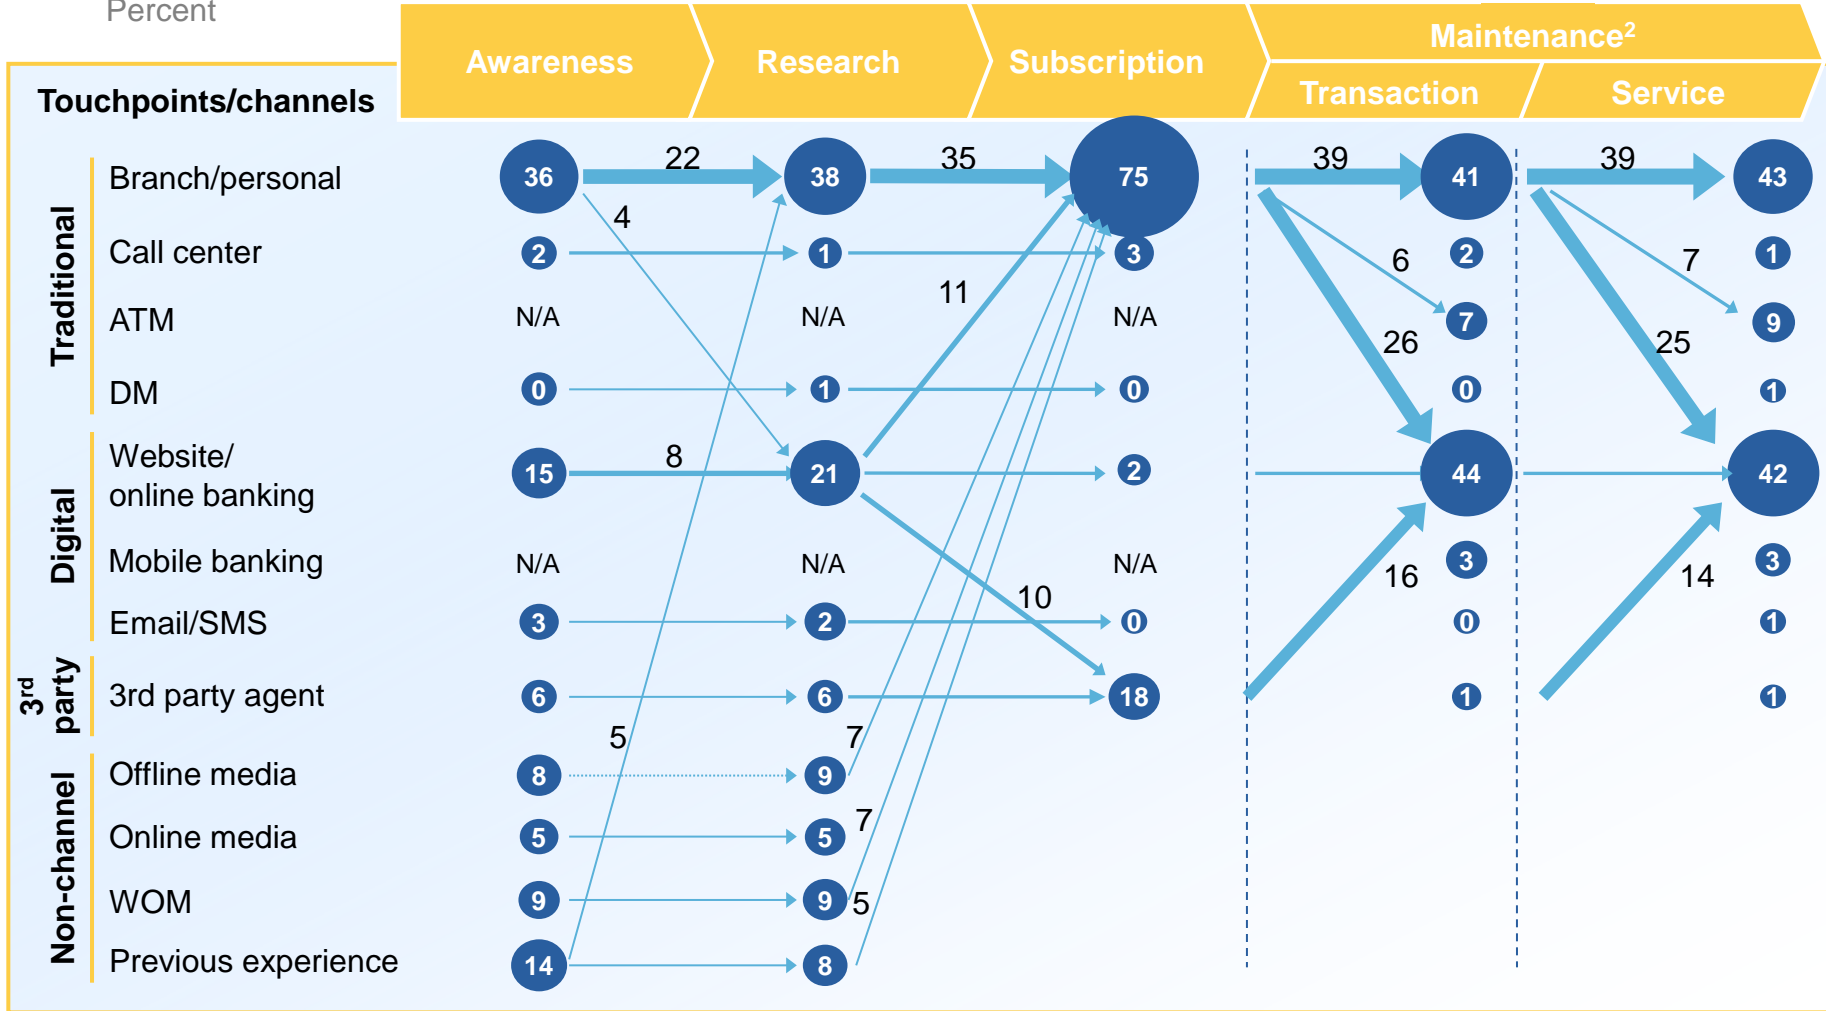 Percent
Awareness
Research
Subscription
Maintenance²
Transaction
Service
Touchpoints/channels
Traditional
Branch/personal
36
22
38
35
75
39
41
39
43
4
Call center
2
1
3
6
2
7
1
11
ATM
N/A
N/A
N/A
7
9
26
25
DM
0
1
0
0
1
Digital
Website/
online banking
15
8
21
2
44
42
Mobile banking
N/A
N/A
N/A
3
3
16
14
10
Email/SMS
3
2
0
0
1
3rd
party
3rd party agent
6
6
18
1
1
5
7
Non-channel
Offline media
8
9
Online media
5
5
7
WOM
9
9
5
Previous experience
14
8